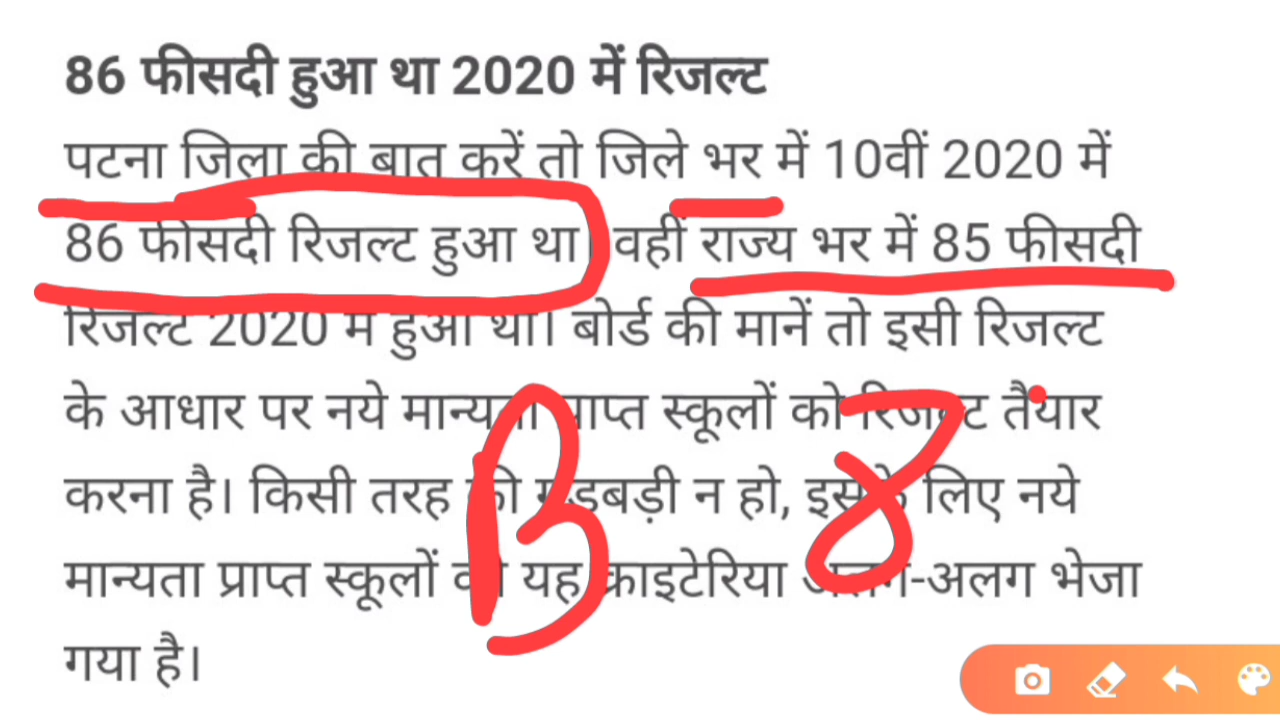 86 फीसदी हुआ था 2020 में रिजल्ट
पटना जिला की बात करें तो जिले भर में 10वीं 2020 में
86 फीसदी रिजल्ट हुआ था। वहीं राज्य भर में 85 फीसदी
रिजल्ट 2020 में हुआ था। बोर्ड की मानें तो इसी रिजल्ट
के आधार पर नये मान्यता प्राप्त स्कूलों को रिजल्ट तैयार
करना है। किसी तरह की गड़बड़ी न हो, इसके लिए नये
मान्यता प्राप्त स्कूलों को यह क्राइटेरिया अलग-अलग भेजा
गया है।
B 8